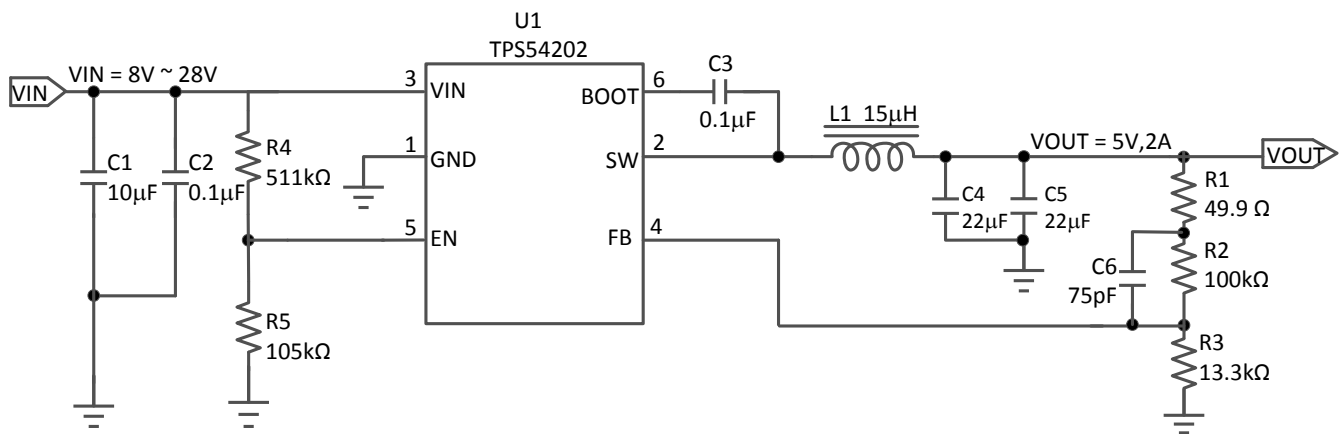 U1
TPS54202
VIN
VIN = 8V ~ 28V
3
VIN
C1
10μF
C2
0.1μF
R4
511kΩ
1
GND
5
EN
R5
105kΩ
BOOT
6
C3
0.1μF
SW
2
L1 15μH
FB
4
C4
22μF
C5
22μF
VOUT = 5V,2A
VOUT
R1
49.9 Ω
C6
75pF
R2
100kΩ
R3
13.3kΩ